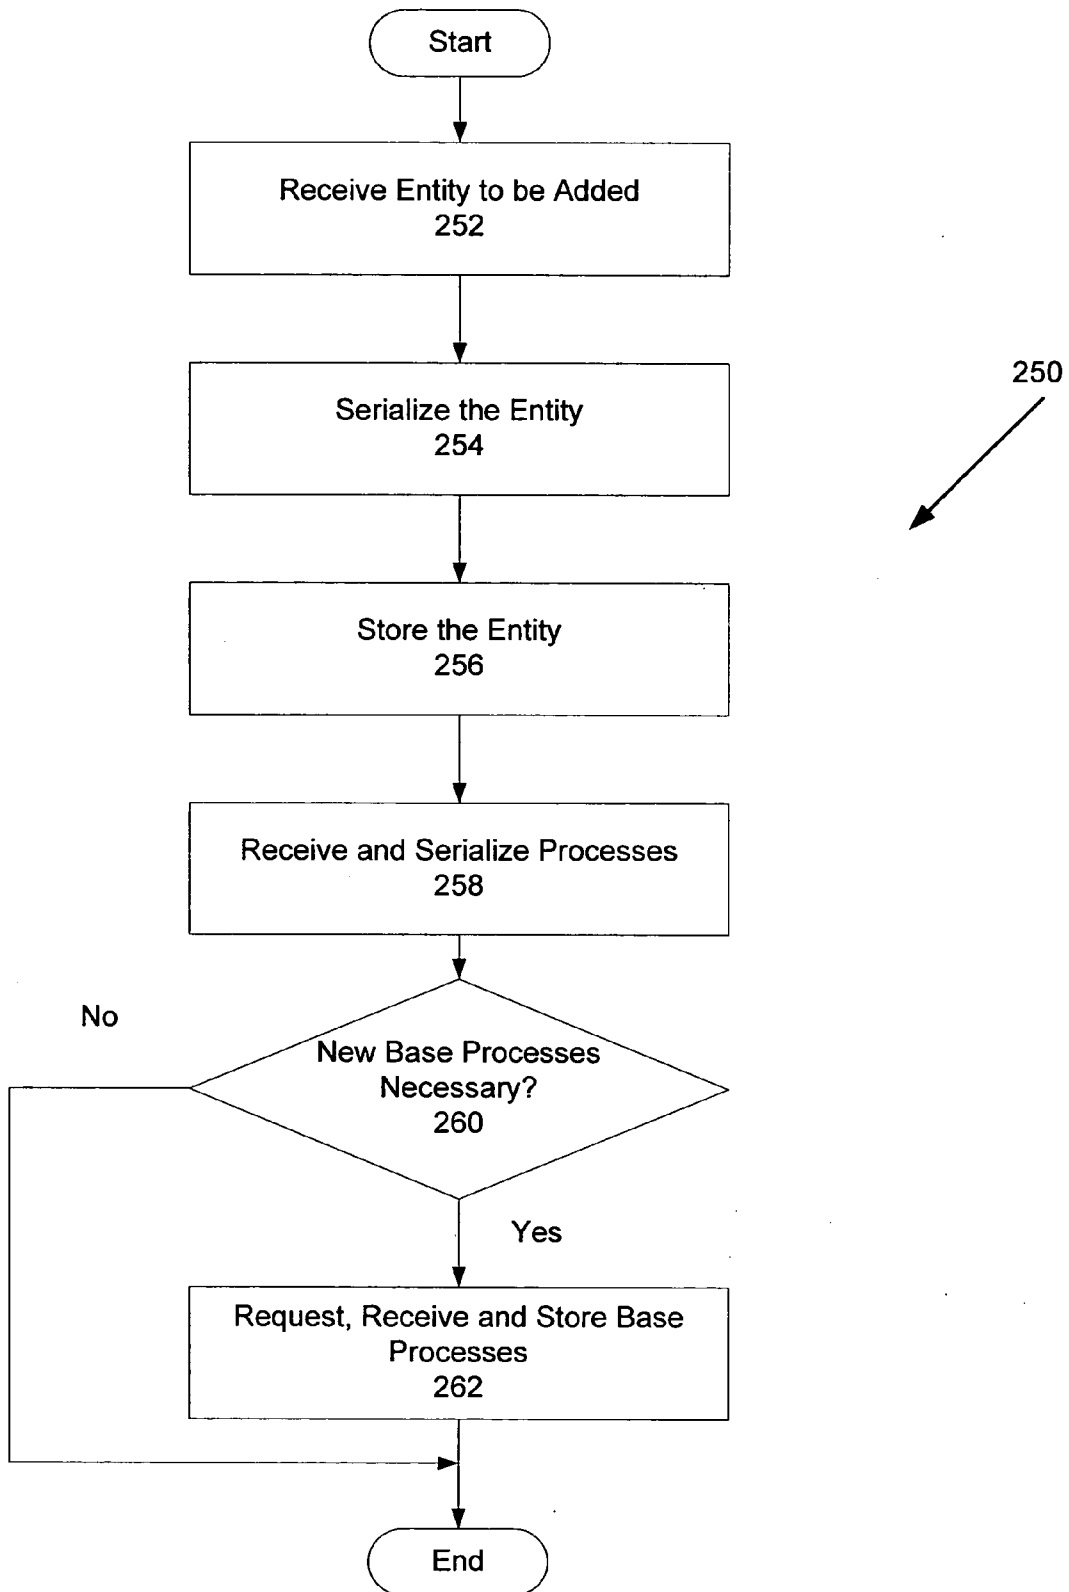 Start
Receive Entity to be Added
252
Serialize the Entity
254
250
Store the Entity
256
Receive and Serialize Processes
258
No
New Base Processes
Necessary?
260
Yes
Request, Receive and Store Base
Processes
262
End